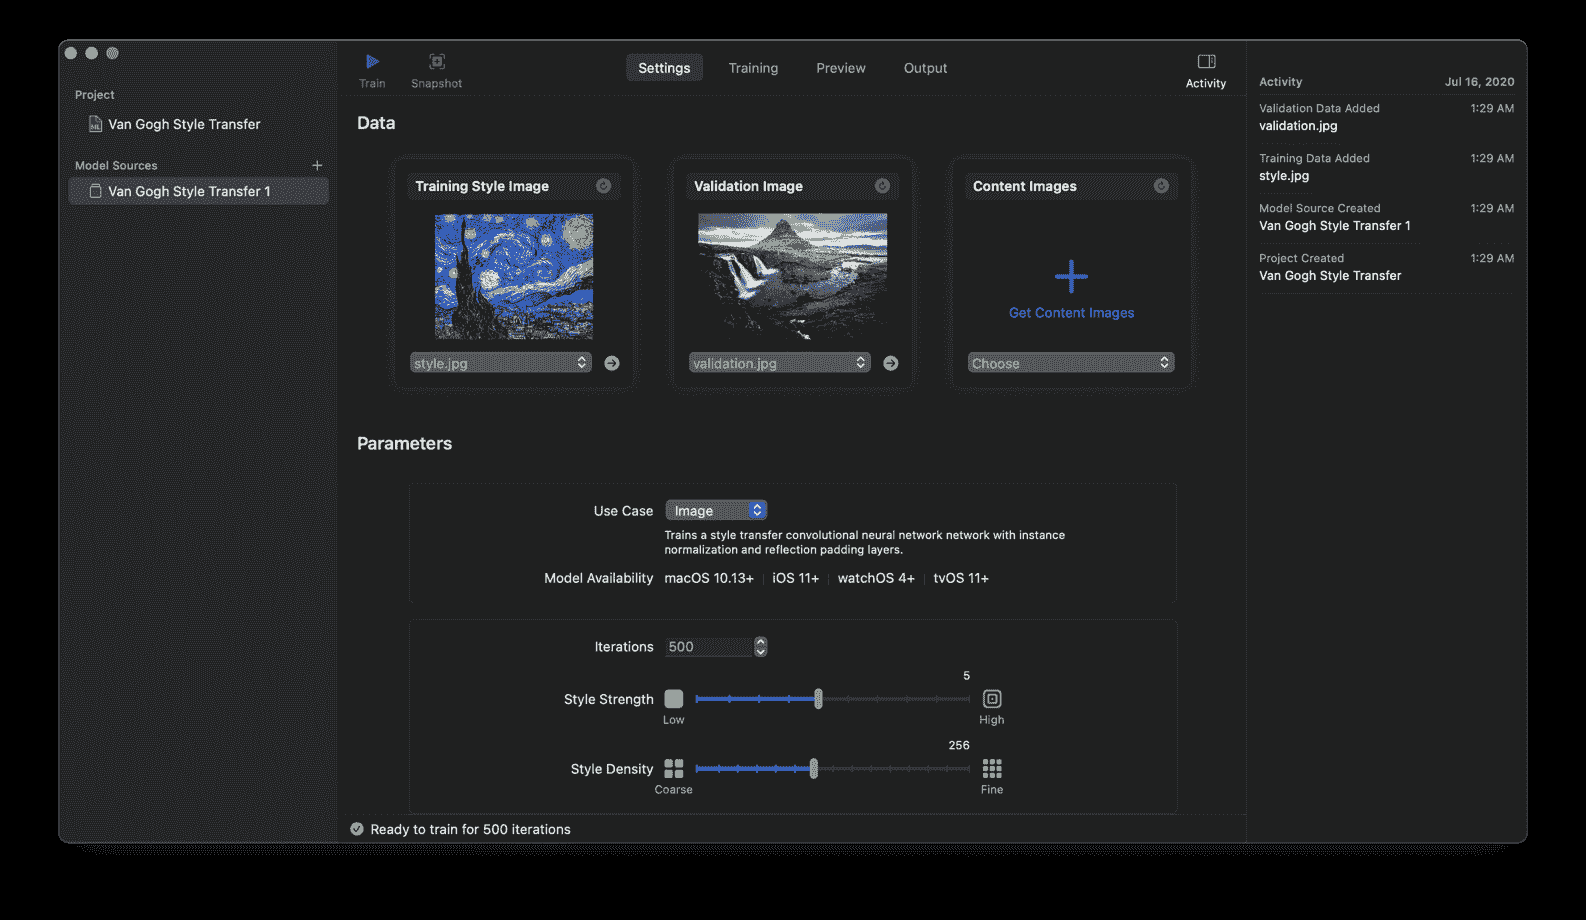 Project
Van Gogh Style Transfer
Model Sources
Van Gogh Style Transfer 1
Train
Snapshot
Settings
Training
Preview
Output
Activity
Data
Training Style Image
style.jpg
Validation Image
validation.jpg
Content Images
Get Content Images
Choose
Parameters
Use Case
Image
Trains a style transfer convolutional neural network network with instance
normalization and reflection padding layers.
Model Availability
macOS 10.13+
iOS 11+
watchOS 4+
tvOS 11+
Iterations
500
5
Style Strength
Low
High
256
Style Density
Coarse
Fine
Ready to train for 500 iterations
Activity
Jul 16, 2020
Validation Data Added
1:29 AM
validation.jpg
Training Data Added
1:29 AM
style.jpg
Model Source Created
1:29 AM
Van Gogh Style Transfer 1
Project Created
1:29 AM
Van Gogh Style Transfer